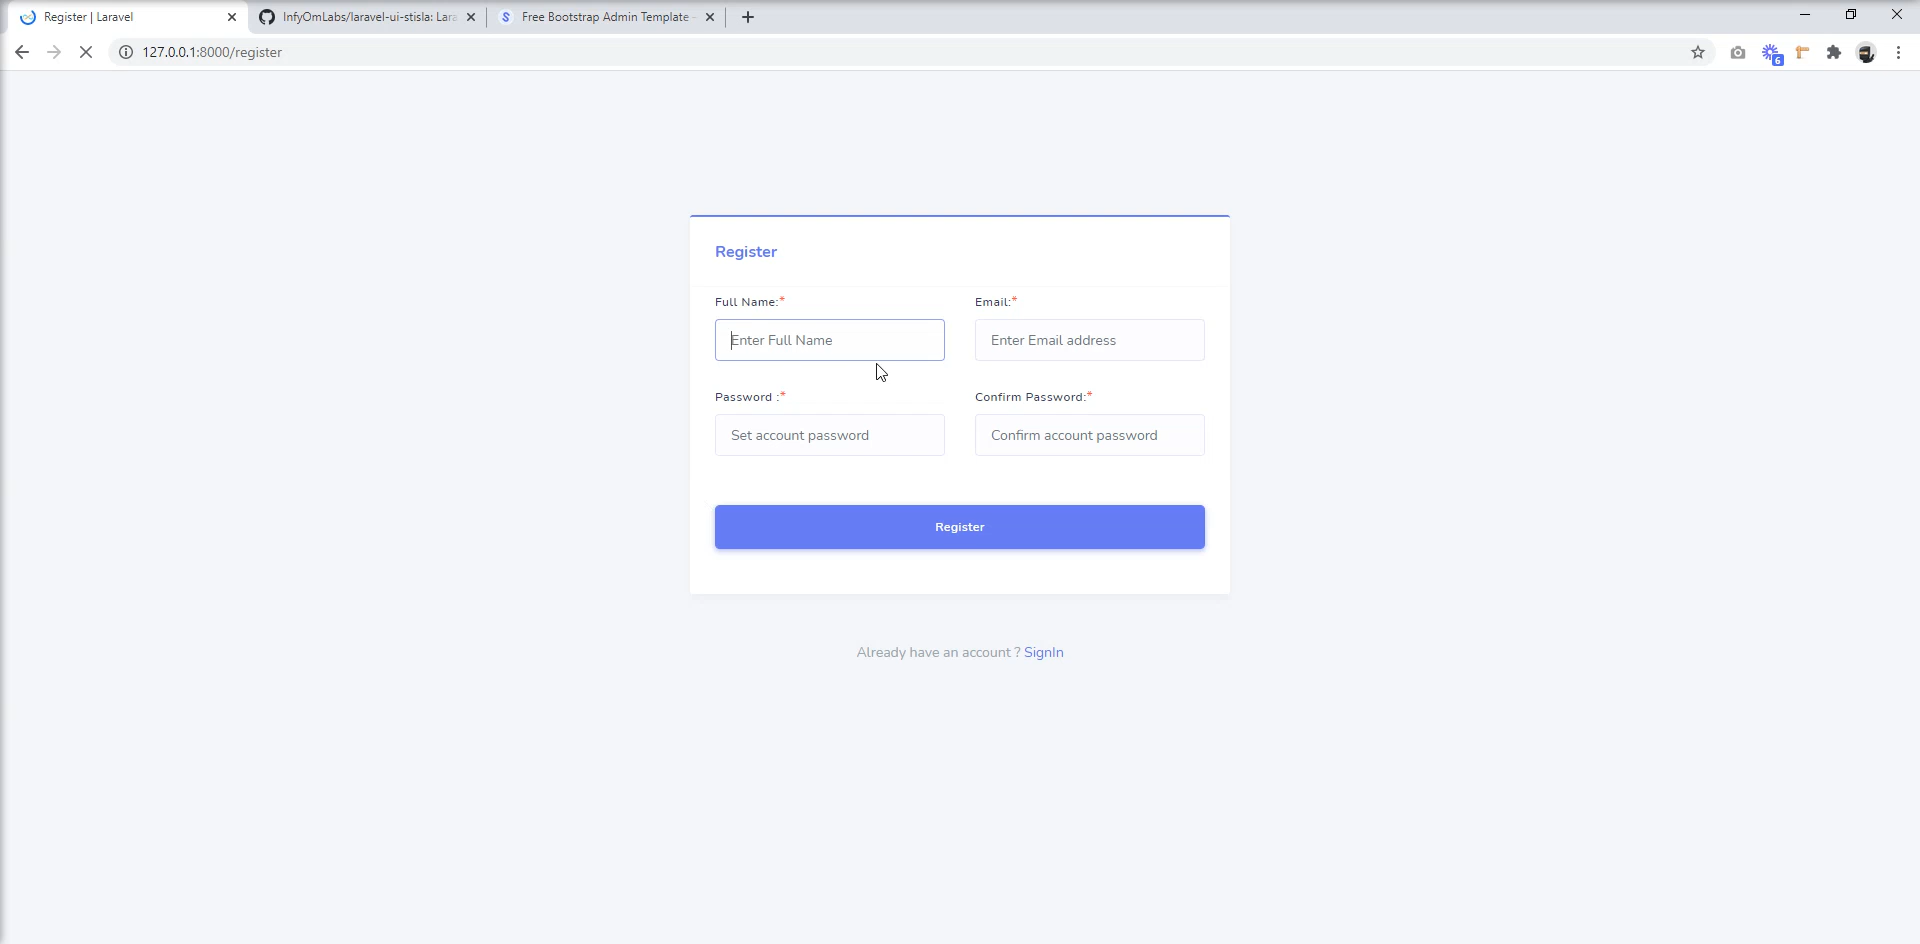 Register | Laravel
InfyOmLabs/laravel-ui-stisla: Lara
Free Bootstrap Admin Template -
127.0.0.1:8000/register
6
Register
Full Name:* Email:*
Enter Full Name Enter Email address
Password :* Confirm Password:*
Set account password Confirm account password
Register
Already have an account ? SignIn